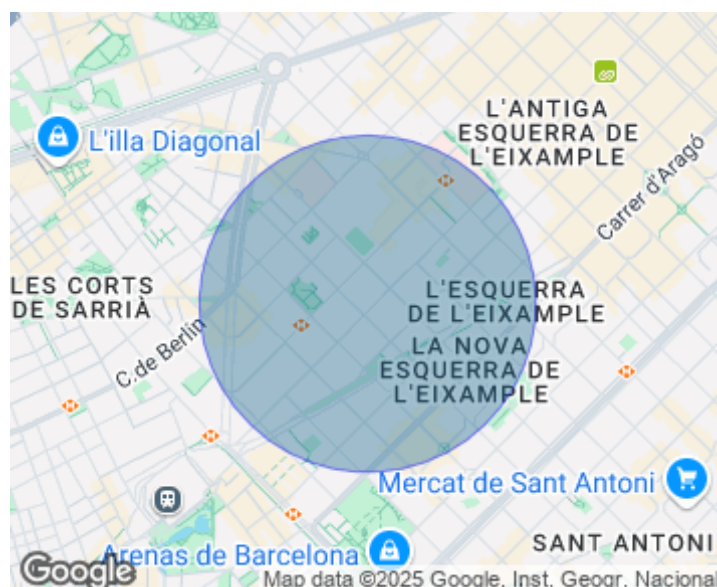 L'ANTIGA
ESQUERRA DE
L'EIXAMPLE
L'illa Diagonal
Carrer d'Aragó
LES CORTS
DE SARRIÀ
L'ESQUERRA
DE L'EIXAMPLE
C. de Berlín
LA NOVA
ESQUERRA DE
L'EIXAMPLE
Mercat de Sant Antoni
SANT ANTONI
Arenas de Barcelona
Google
Map data ©2025 Google, Inst. Geogr. Nacional